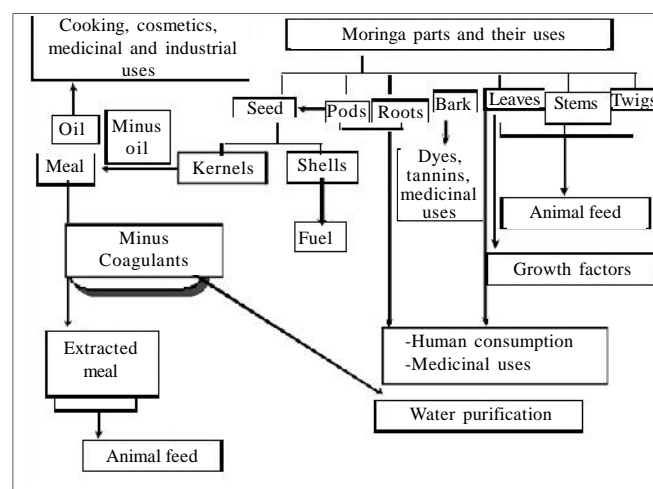 Cooking, cosmetics,
medicinal and industrial
uses
Moringa parts and their uses
Seed
Pods
Roots
Bark
Leaves
Stems
Twigs
Oil
Minus
oil
Meal
Kernels
Shells
Dyes,
tannins,
medicinal
uses
Animal feed
Fuel
Minus
Coagulants
Growth factors
Extracted
meal
-Human consumption
-Medicinal uses
Water purification
Animal feed